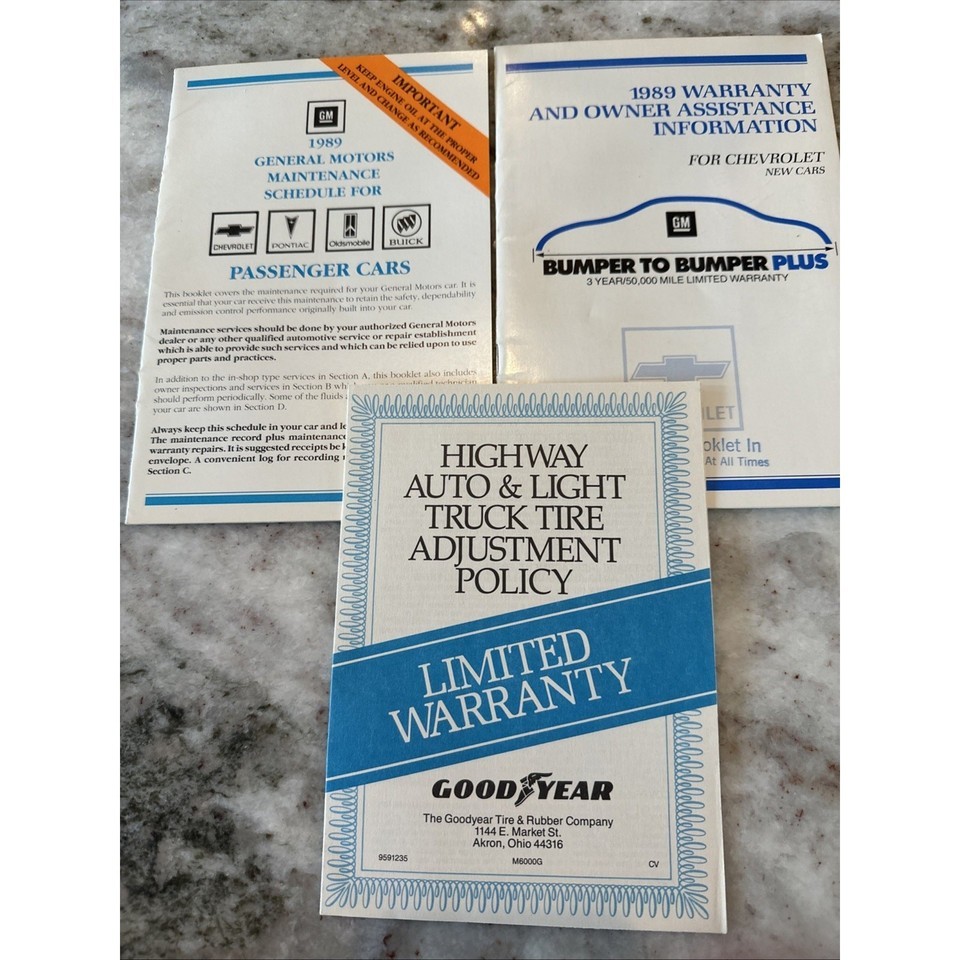 IMPORTANT
KEEP ENGINE OIL AT THE PROPER
LEVEL AND CHANGE AS RECOMMENDED
GM
1989
GENERAL MOTORS
MAINTENANCE
SCHEDULE FOR
CHEVROLET
PONTIAC
Oldsmobile
BUICK
PASSENGER CARS
This booklet covers the maintenance required for your General Motors car. It is
essential that your car receive this maintenance to retain the safety, dependability
and emission control performance originally built into your car.
Maintenance services should be done by your authorized General Motors
dealer or any other qualified automotive service or repair establishment
which is able to provide such services and which can be relied upon to use
proper parts and practices.
In addition to the in-shop type services in Section A, this booklet also includes
owner inspections and services in Section B qualified technician
should perform periodically. Some of the fluids
your car are shown in Section D.
Always keep this schedule in your car and
The maintenance record plus maintenance
warranty repairs. It is suggested receipts be
envelope. A convenient log for recording
Section C.
1989 WARRANTY
AND OWNER ASSISTANCE
INFORMATION
FOR CHEVROLET
NEW CARS
GM
BUMPER TO BUMPER PLUS
3 YEAR/50,000 MILE LIMITED WARRANTY
LET
oklet In
At All Times
HIGHWAY
AUTO & LIGHT
TRUCK TIRE
ADJUSTMENT
POLICY
LIMITED
WARRANTY
GOODYEAR
The Goodyear Tire & Rubber Company
1144 E. Market St.
Akron, Ohio 44316
9591235 M6000G CV